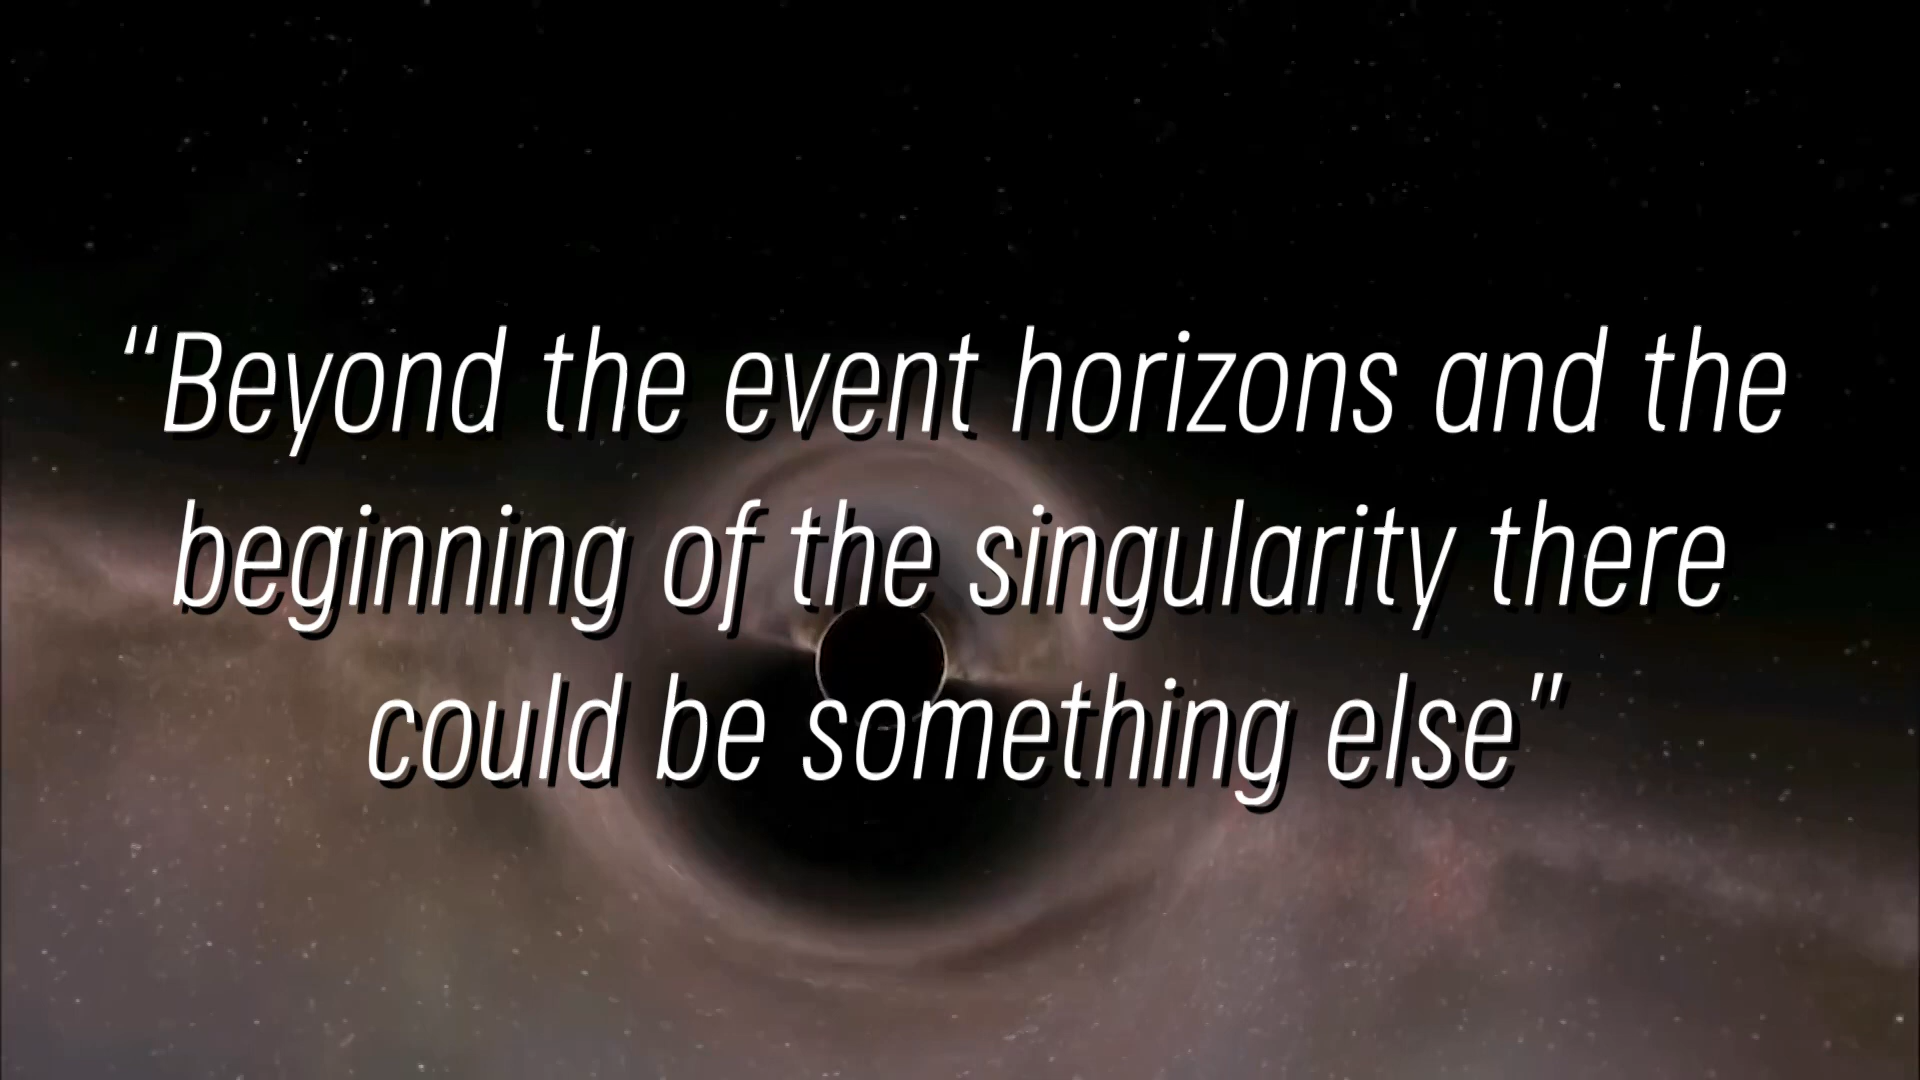 “Beyond the event horizons and the
beginning of the singularity there
could be something else”